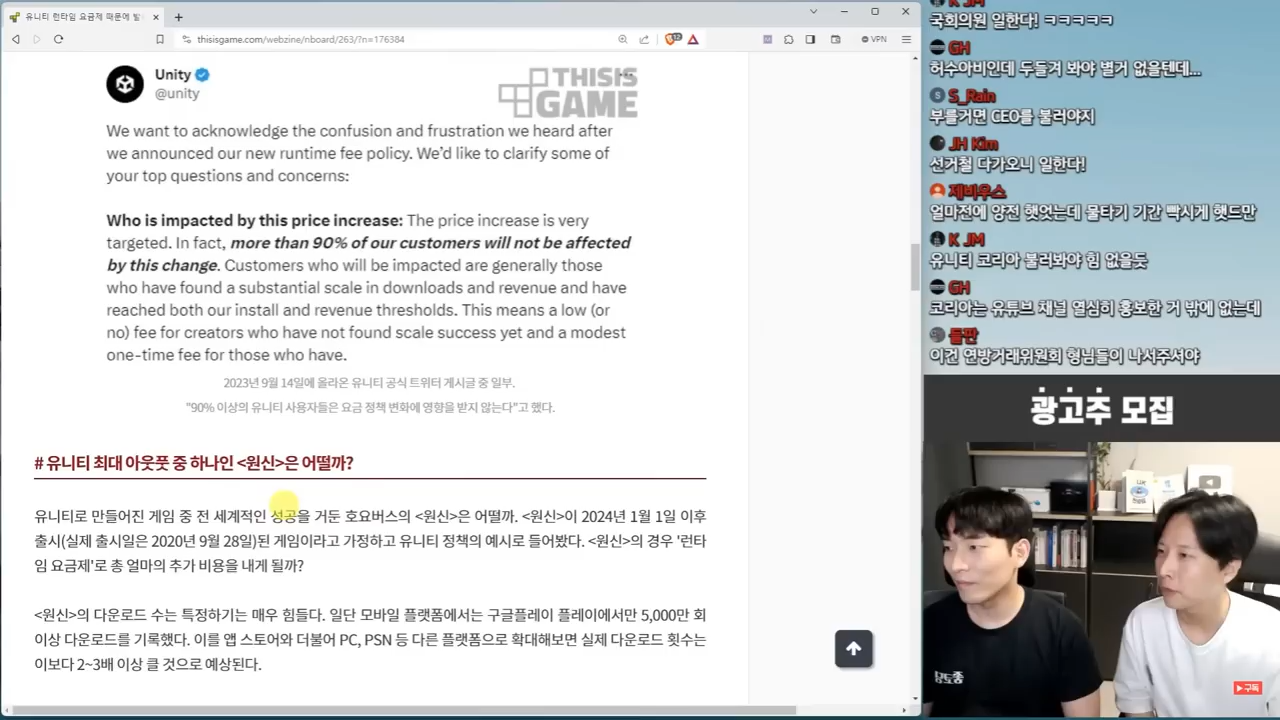 유니티 런타임 요금제 때문에 발
thisisgame.com/webzine/nboard/263/?n=176384
12
VPN
Unity
@unity
THISIS
GAME
We want to acknowledge the confusion and frustration we heard after
we announced our new runtime fee policy. We'd like to clarify some of
your top questions and concerns:
Who is impacted by this price increase: The price increase is very
targeted. In fact, more than 90% of our customers will not be affected
by this change. Customers who will be impacted are generally those
who have found a substantial scale in downloads and revenue and have
reached both our install and revenue thresholds. This means a low (or
no) fee for creators who have not found scale success yet and a modest
one-time fee for those who have.
2023년 9월 14일에 올라온 유니티 공식 트위터 게시글 중 일부.
"90% 이상의 유니티 사용자들은 요금 정책 변화에 영향을 받지 않는다"고 했다.
# 유니티 최대 아웃풋 중 하나인 <원신>은 어떨까?
유니티로 만들어진 게임 중 전 세계적인 성공을 거둔 호요버스의 <원신>은 어떨까. <원신>이 2024년 1월 1일 이후
출시(실제 출시일은 2020년 9월 28일)된 게임이라고 가정하고 유니티 정책의 예시로 들어봤다. <원신>의 경우 '런타
임 요금제'로 총 얼마의 추가 비용을 내게 될까?
<원신>의 다운로드 수는 특정하기는 매우 힘들다. 일단 모바일 플랫폼에서는 구글플레이 플레이에서만 5,000만 회
이상 다운로드를 기록했다. 이를 앱 스토어와 더불어 PC, PSN 등 다른 플랫폼으로 확대해보면 실제 다운로드 횟수는
이보다 2~3배 이상 클 것으로 예상된다.
K JM
국회의원 일한다! ㅋㅋㅋㅋㅋ
GH
허수아비인데 두들겨 봐야 별거 없을텐데...
S S_Rain
부를거면 CEO를 불러야지
JH Kim
선거철 다가오니 일한다!
제비우스
얼마전에 양전 햇엇는데 물타기 기간 빡시게 햇드만
K JM
유니티 코리아 불러봐야 힘 없을듯
GH
코리아는 유튜브 채널 열심히 홍보한 거 밖에 없는데
돌판
이건 연방거래위원회 형님들이 나서주셔야
광고주 모집
구독